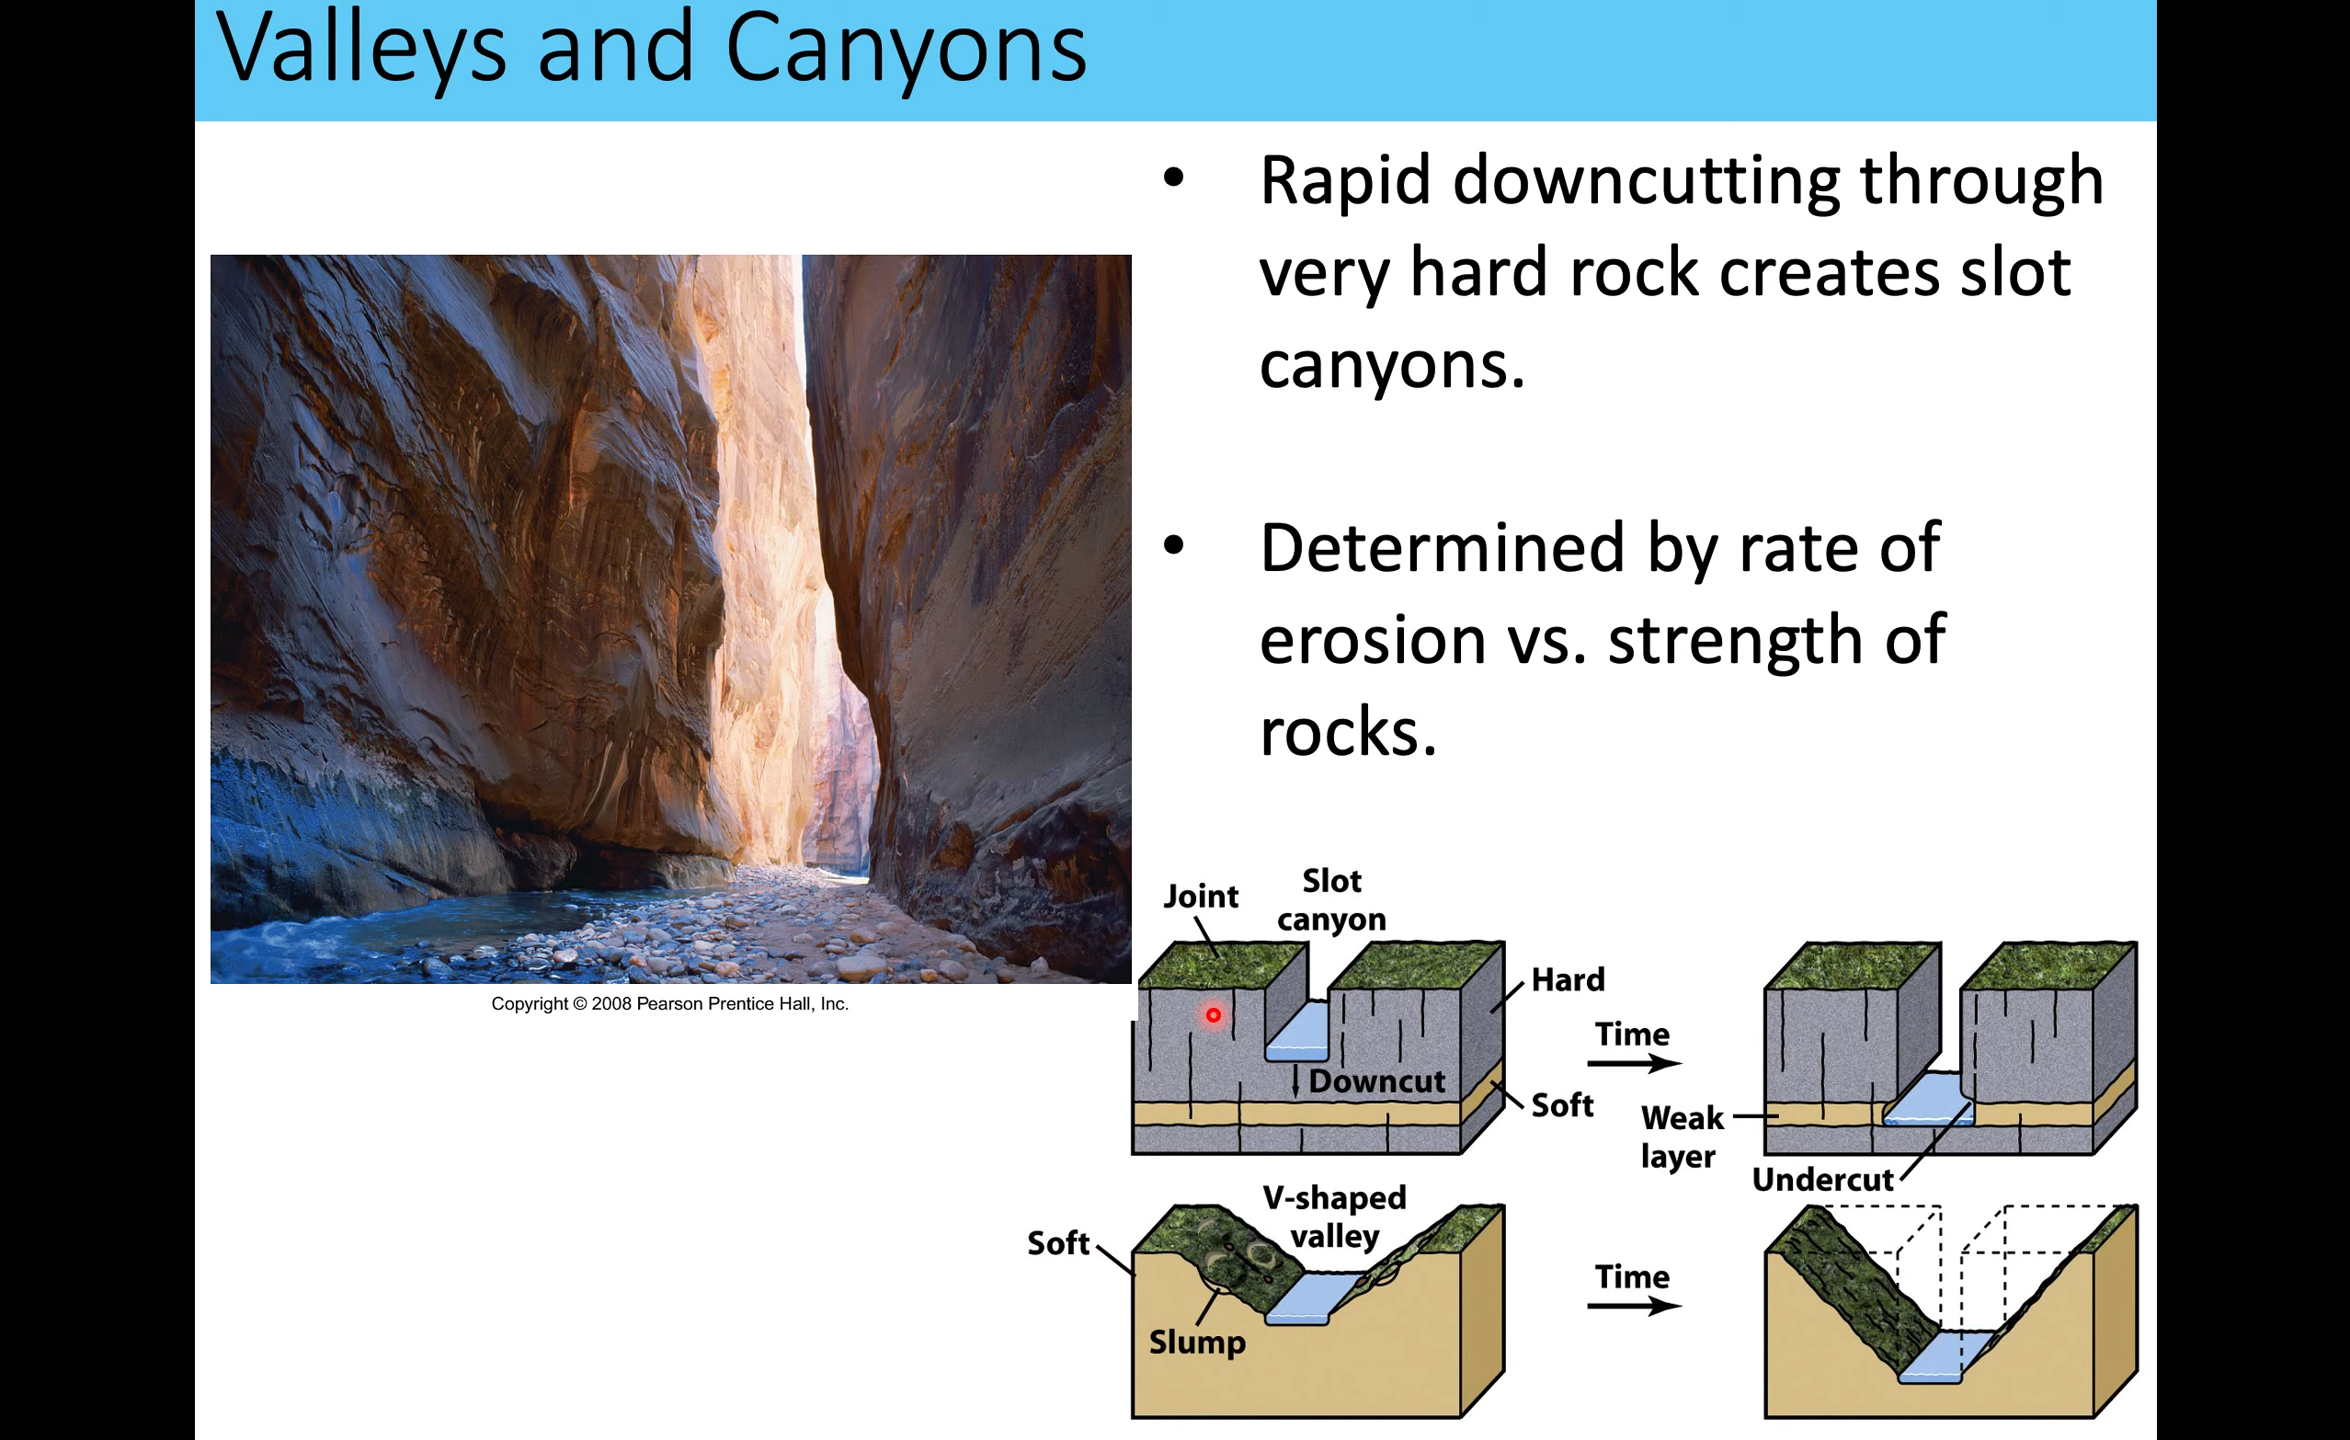 Valleys and Canyons
• Rapid downcutting through
very hard rock creates slot
canyons.
• Determined by rate of
erosion vs. strength of
rocks.
Copyright © 2008 Pearson Prentice Hall, Inc.
Joint
Slot
canyon
Hard
Time
Downcut
Soft
Weak
layer
Undercut
V-shaped
valley
Soft
Time
Slump